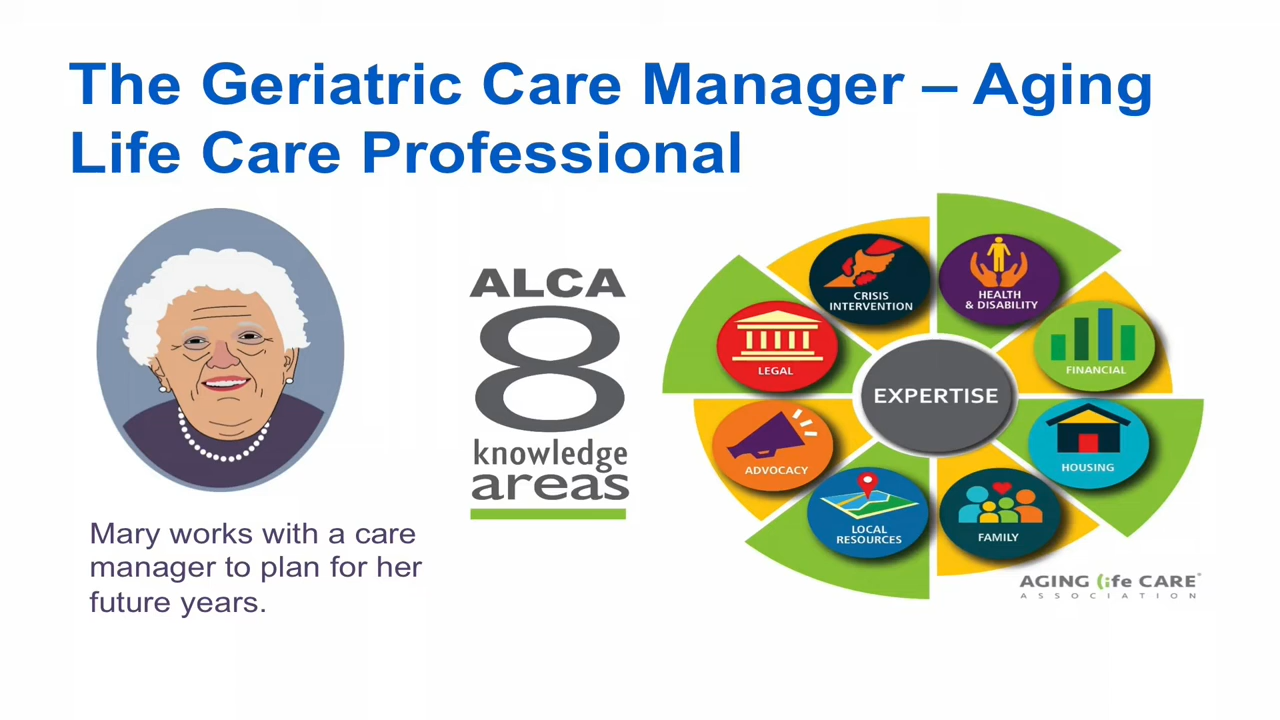 The Geriatric Care Manager – Aging
Life Care Professional
ALCA
8
knowledge
areas
Mary works with a care
manager to plan for her
future years.
EXPERTISE
CRISIS
INTERVENTION
HEALTH
& DISABILITY
FINANCIAL
HOUSING
FAMILY
LOCAL
RESOURCES
ADVOCACY
LEGAL
AGING life CARE®
ASSOCIATION